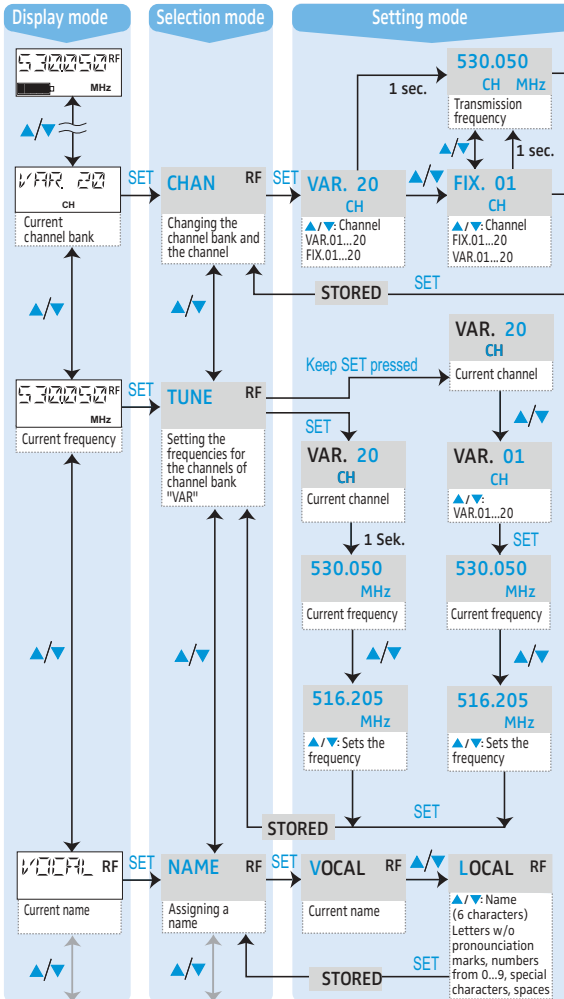 Display mode
Selection mode
Setting mode
530.050 RF
MHz
530.050
CH MHz
Transmission
frequency
1 sec.
▲/▼
▲/▼
1 sec.
VAR. 20
CH
Current
channel bank
SET
CHAN RF
Changing the
channel bank and
the channel
SET
VAR. 20
CH
▲/▼: Channel
VAR.01...20
FIX.01...20
▲/▼
FIX. 01
CH
▲/▼: Channel
FIX.01...20
VAR.01...20
STORED
SET
▲/▼
▲/▼
530.050 RF
MHz
Current frequency
SET
TUNE RF
Setting the
frequencies for
the channels of
channel bank
"VAR"
Keep SET pressed
VAR. 20
CH
Current channel
▲/▼
SET
VAR. 20
CH
Current channel
VAR. 01
CH
▲/▼:
VAR.01...20
1 Sek.
SET
530.050
MHz
Current frequency
530.050
MHz
Current frequency
▲/▼
▲/▼
▲/▼
▲/▼
516.205
MHz
▲/▼: Sets the
frequency
516.205
MHz
▲/▼: Sets the
frequency
STORED
SET
VOCAL RF
Current name
SET
NAME RF
Assigning a
name
SET
VOCAL RF
Current name
▲/▼
LOCAL RF
▲/▼: Name
(6 characters)
Letters w/o
pronounciation
marks, numbers
from 0...9, special
characters, spaces
STORED
SET
▲/▼
▲/▼